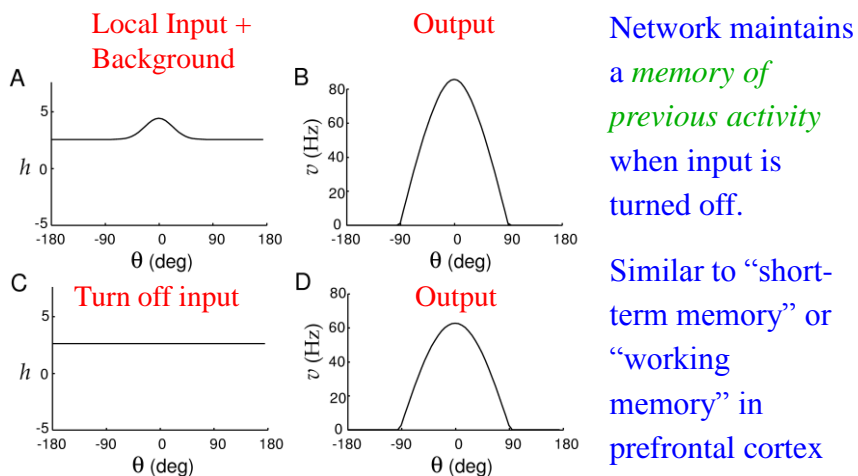 Local Input +
Background
A
5
h 0
-5
-180 -90 0 90 180
θ (deg)
Output
B
80
60
40
20
0
v (Hz)
-180 -90 0 90 180
θ (deg)
C
Turn off input
5
h 0
-5
-180 -90 0 90 180
θ (deg)
D
Output
80
60
40
20
0
v (Hz)
-180 -90 0 90 180
θ (deg)
Network maintains
a memory of
previous activity
when input is
turned off.
Similar to “short-
term memory” or
“working
memory” in
prefrontal cortex